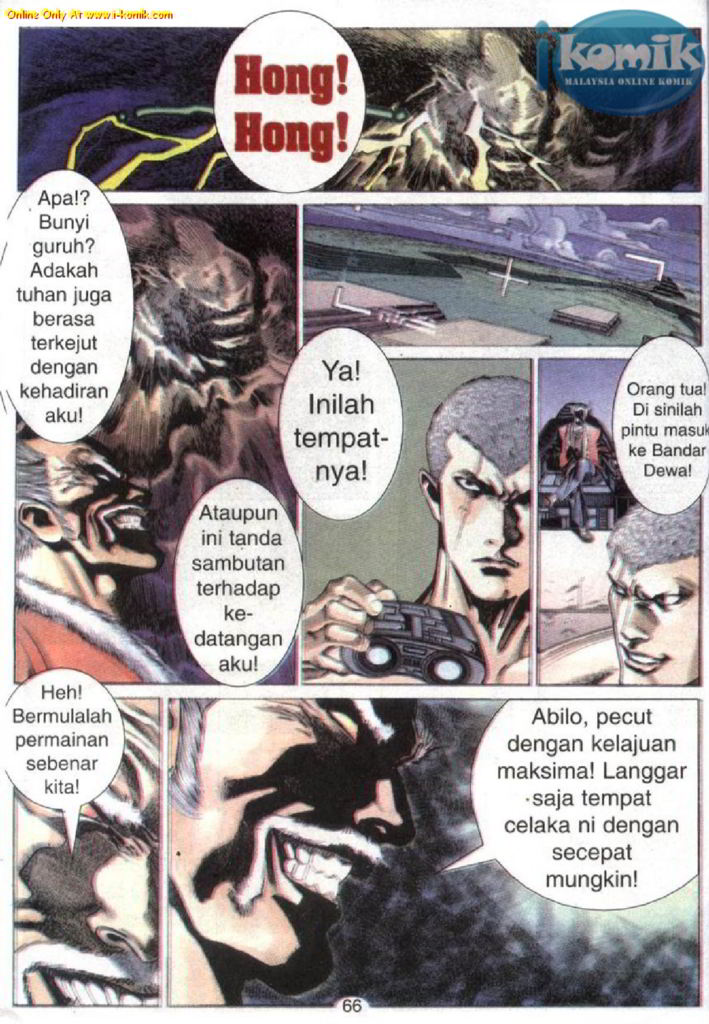 Online Only At www.i-komik.com
ikomik
MALAYSIA ONLINE KOMIK
Hong!
Hong!
Apa!?
Bunyi
guruh?
Adakah
tuhan juga
berasa
terkejut
dengan
kehadiran
aku!
Ataupun
ini tanda
sambutan
terhadap
ke-
datangan
aku!
Ya!
Inilah
tempat-
nya!
Orang tua!
Di sinilah
pintu masuk
ke Bandar
Dewa!
Heh!
Bermulalah
permainan
sebenar
kita!
Abilo, pecut
dengan kelajuan
maksima! Langgar
saja tempat
celaka ni dengan
secepat
mungkin!
66